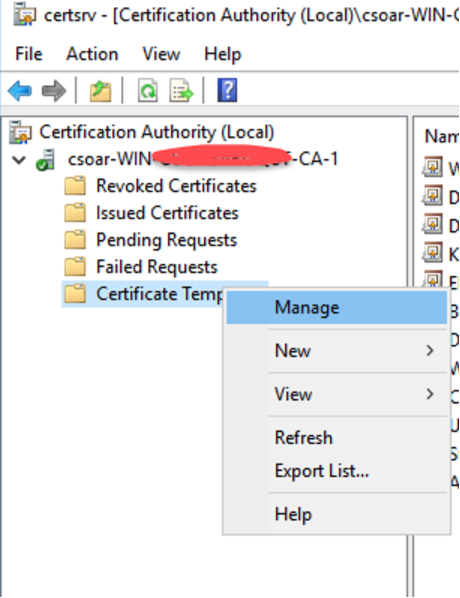 certsrv - [Certification Authority (Local)\csoar-WIN-
File Action View Help
Certification Authority (Local)
csoar-WIN- -CA-1
Revoked Certificates
Issued Certificates
Pending Requests
Failed Requests
Certificate Temp
Nam
Manage
New
View
Refresh
Export List...
Help